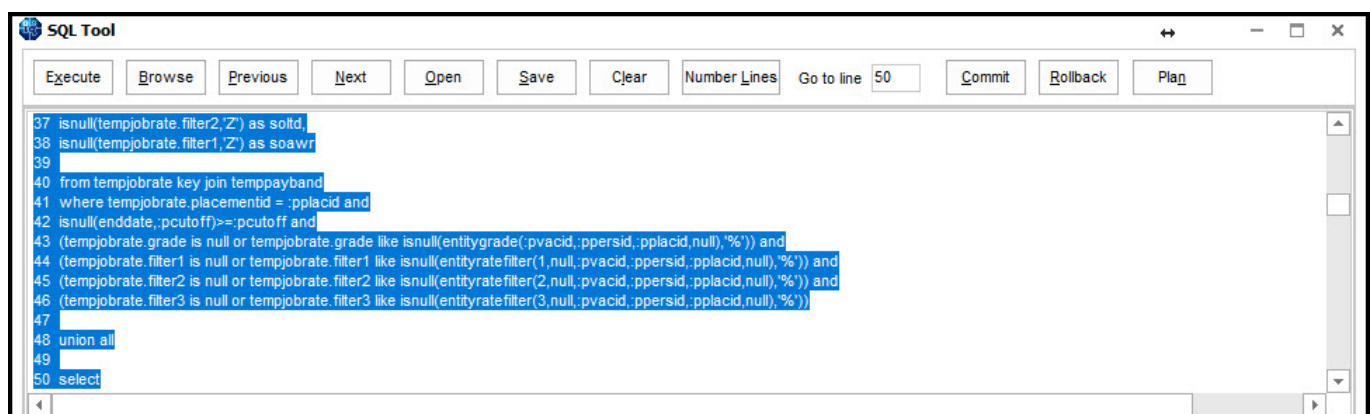 SQL Tool
Execute Browse Previous Next Open Save Clear Number Lines Go to line 50 Commit Rollback Plan
37 isnull(tempjobrate.filter2,'Z') as soltd,
38 isnull(tempjobrate.filter1,'Z') as soawr
39
40 from tempjobrate key join temppayband
41 where tempjobrate.placementid = :pplacid and
42 isnull(enddate,:pcutoff)>=:pcutoff and
43 (tempjobrate.grade is null or tempjobrate.grade like isnull(entitygrade(:pvacid,:ppersid,:pplacid,null),'%')) and
44 (tempjobrate.filter1 is null or tempjobrate.filter1 like isnull(entityratefilter(1,null,:pvacid,:ppersid,:pplacid,null),'%')) and
45 (tempjobrate.filter2 is null or tempjobrate.filter2 like isnull(entityratefilter(2,null,:pvacid,:ppersid,:pplacid,null),'%')) and
46 (tempjobrate.filter3 is null or tempjobrate.filter3 like isnull(entityratefilter(3,null,:pvacid,:ppersid,:pplacid,null),'%'))
47
48 union all
49
50 select